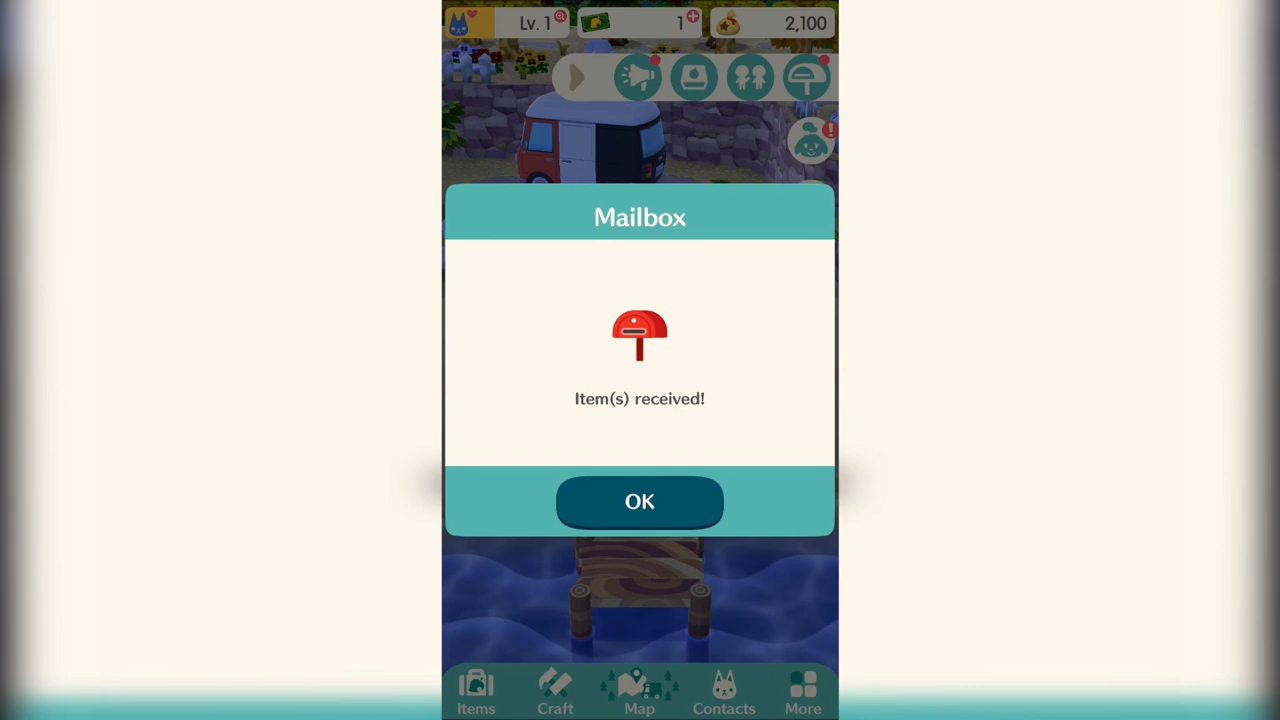 Lv. 1
1
2,100
Mailbox
Item(s) received!
OK
Items
Craft
Map
Contacts
More